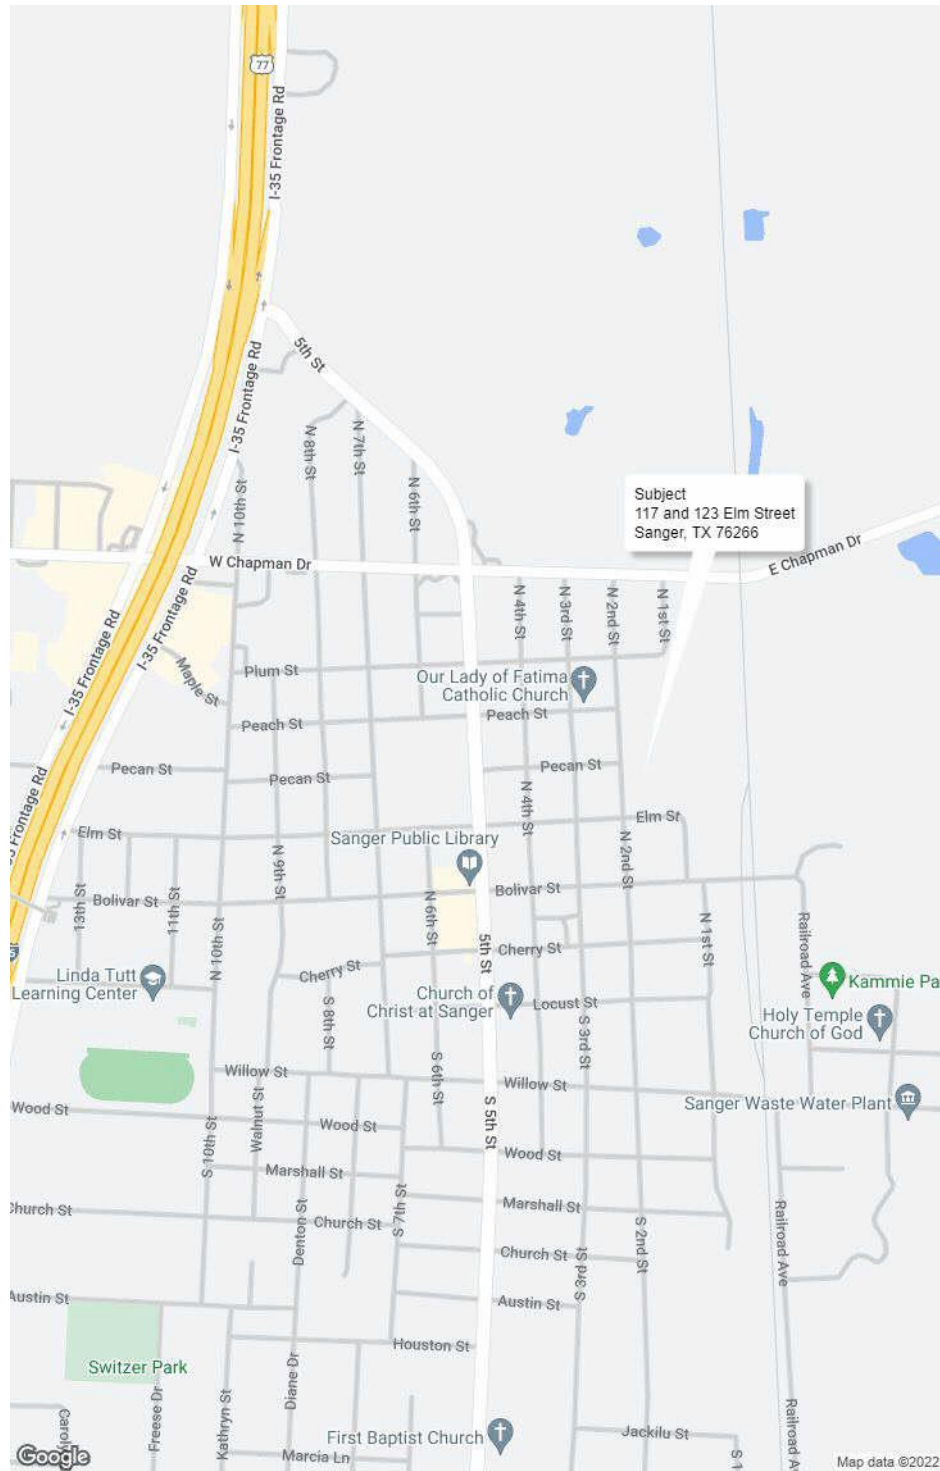 77
I-35 Frontage Rd
5th St
I-35 Frontage Rd
N 8th St
N 7th St
N 6th St
N 10th St
Subject
117 and 123 Elm Street
Sanger, TX 76266
E Chapman Dr
W Chapman Dr
I-35 Frontage Rd
I-35 Frontage Rd
N 4th St
N 3rd St
N 2nd St
N 1st St
Maple St
Plum St
Our Lady of Fatima
Catholic Church
Peach St
Peach St
Pecan St
Pecan St
Pecan St
5 Frontage Rd
N 4th St
Elm St
Elm St
Sanger Public Library
N 2nd St
N 9th St
Bolivar St
Bolivar St
13th St
11th St
N 10th St
N 6th St
5th St
N 1st St
Railroad Ave
Cherry St
Cherry St
Linda Tutt
Learning Center
Church of
Christ at Sanger
Locust St
Kammie Pa
Holy Temple
Church of God
S 8th St
S 3rd St
S 6th St
Willow St
Willow St
Sanger Waste Water Plant
Wood St
Walnut St
Wood St
S 5th St
S 10th St
Wood St
Marshall St
Marshall St
Church St
Church St
S 7th St
Denton St
Church St
S 3rd St
S 2nd St
Railroad Ave
Austin St
Austin St
Houston St
Switzer Park
Freese Dr
Kathryn St
Diane Dr
Caroly
First Baptist Church
Jackilu St
S 1
Railroad A
Marcia Ln
Google
Map data ©2022